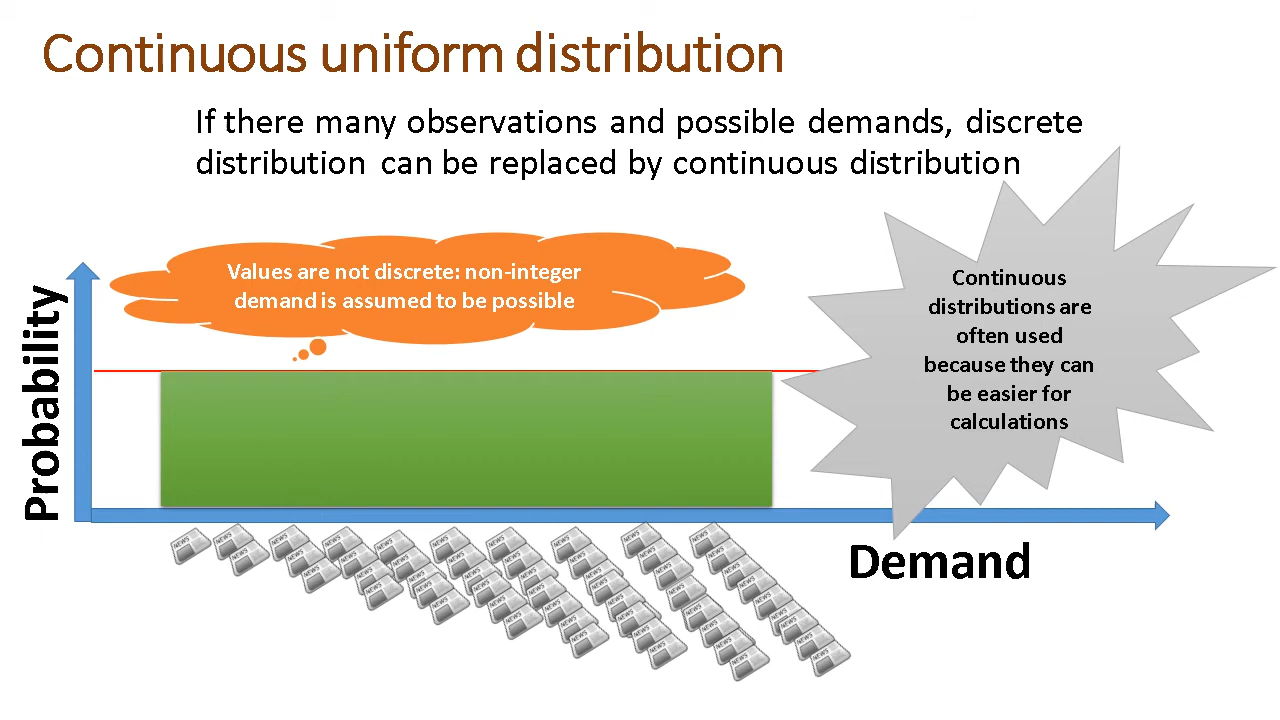 Continuous uniform distribution
If there many observations and possible demands, discrete
distribution can be replaced by continuous distribution
Values are not discrete: non-integer
demand is assumed to be possible
Continuous
distributions are
often used
because they can
be easier for
calculations
Probability
Demand
NEWS